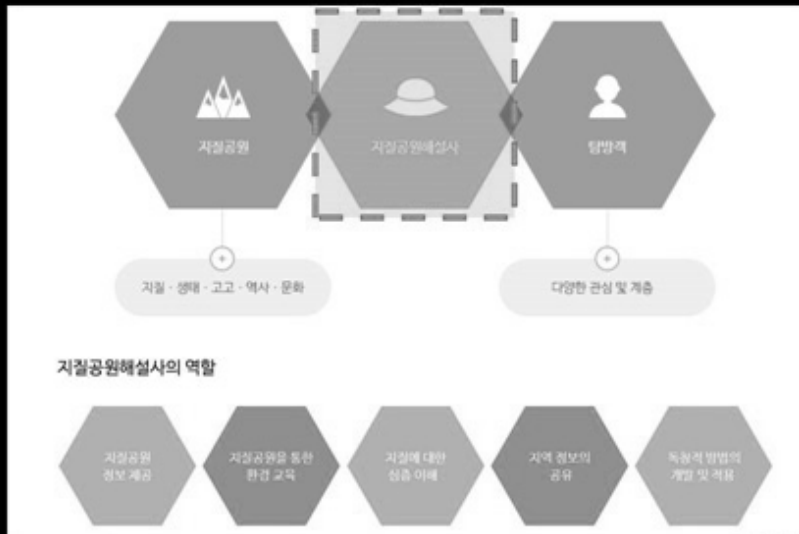 지질공원
지질공원해설사
탐방객
지질 · 생태 · 고고 · 역사 · 문화
다양한 관심 및 계층
지질공원해설사의 역할
지질공원
정보 제공
지질공원을 통한
환경 교육
지질에 대한
심층 이해
지역 정보의
공유
독창적 방법의
개발 및 적용